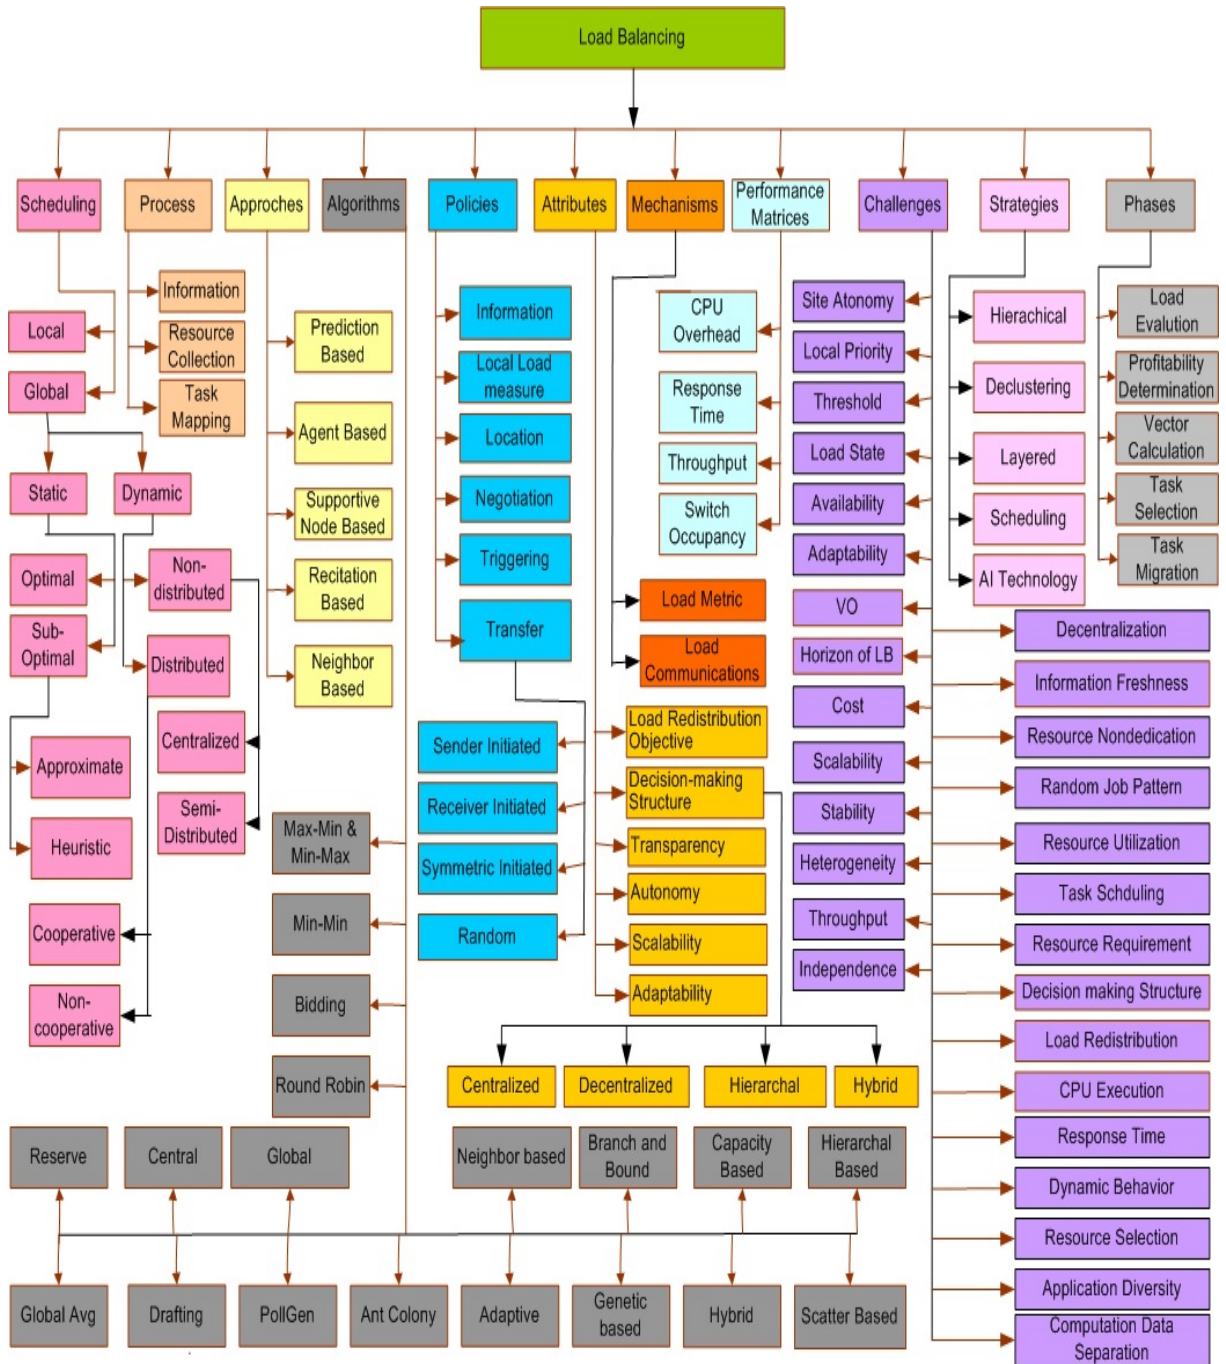 Load Balancing
Scheduling
Process
Approches
Algorithms
Policies
Attributes
Mechanisms
Performance
Matrices
Challenges
Strategies
Phases
Local
Global
Static
Dynamic
Optimal
Non-
distributed
Sub-
Optimal
Distributed
Centralized
Approximate
Semi-
Distributed
Heuristic
Cooperative
Non-
cooperative
Information
Resource
Collection
Task
Mapping
Prediction
Based
Agent Based
Supportive
Node Based
Recitation
Based
Neighbor
Based
Max-Min &
Min-Max
Min-Min
Bidding
Round Robin
Reserve
Central
Global
Neighbor based
Branch and
Bound
Capacity
Based
Hierarchal
Based
Global Avg
Drafting
PollGen
Ant Colony
Adaptive
Genetic
based
Hybrid
Scatter Based
Information
Local Load
measure
Location
Negotiation
Triggering
Transfer
Sender Initiated
Receiver Initiated
Symmetric Initiated
Random
Load Redistribution
Objective
Decision-making
Structure
Transparency
Autonomy
Scalability
Adaptability
Centralized
Decentralized
Hierarchal
Hybrid
Load Metric
Load
Communications
CPU
Overhead
Response
Time
Throughput
Switch
Occupancy
Site Atonomy
Local Priority
Threshold
Load State
Availability
Adaptability
VO
Horizon of LB
Cost
Scalability
Stability
Heterogeneity
Throughput
Independence
Decentralization
Information Freshness
Resource Nondedication
Random Job Pattern
Resource Utilization
Task Schduling
Resource Requirement
Decision making Structure
Load Redistribution
CPU Execution
Response Time
Dynamic Behavior
Resource Selection
Application Diversity
Computation Data
Separation
Hierachical
Declustering
Layered
Scheduling
AI Technology
Load
Evalution
Profitability
Determination
Vector
Calculation
Task
Selection
Task
Migration